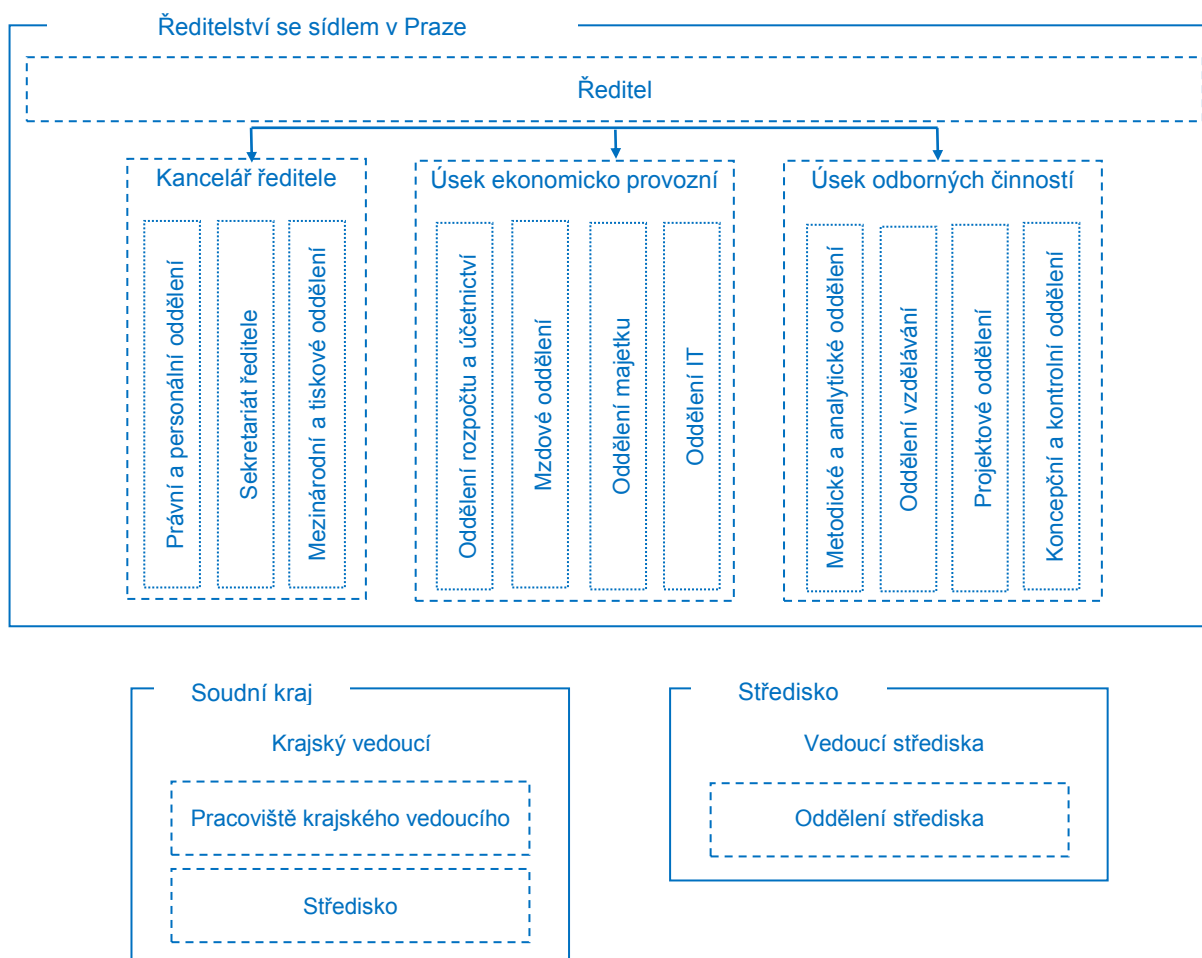 Ředitelství se sídlem v Praze
Ředitel
Kancelář ředitele
Právní a personální oddělení
Sekretariát ředitele
Mezinárodní a tiskové oddělení
Úsek ekonomicko provozní
Oddělení rozpočtu a účetnictví
Mzdové oddělení
Oddělení majetku
Oddělení IT
Úsek odborných činností
Metodické a analytické oddělení
Oddělení vzdělávání
Projektové oddělení
Koncepční a kontrolní oddělení
Soudní kraj
Krajský vedoucí
Pracoviště krajského vedoucího
Středisko
Středisko
Vedoucí střediska
Oddělení střediska